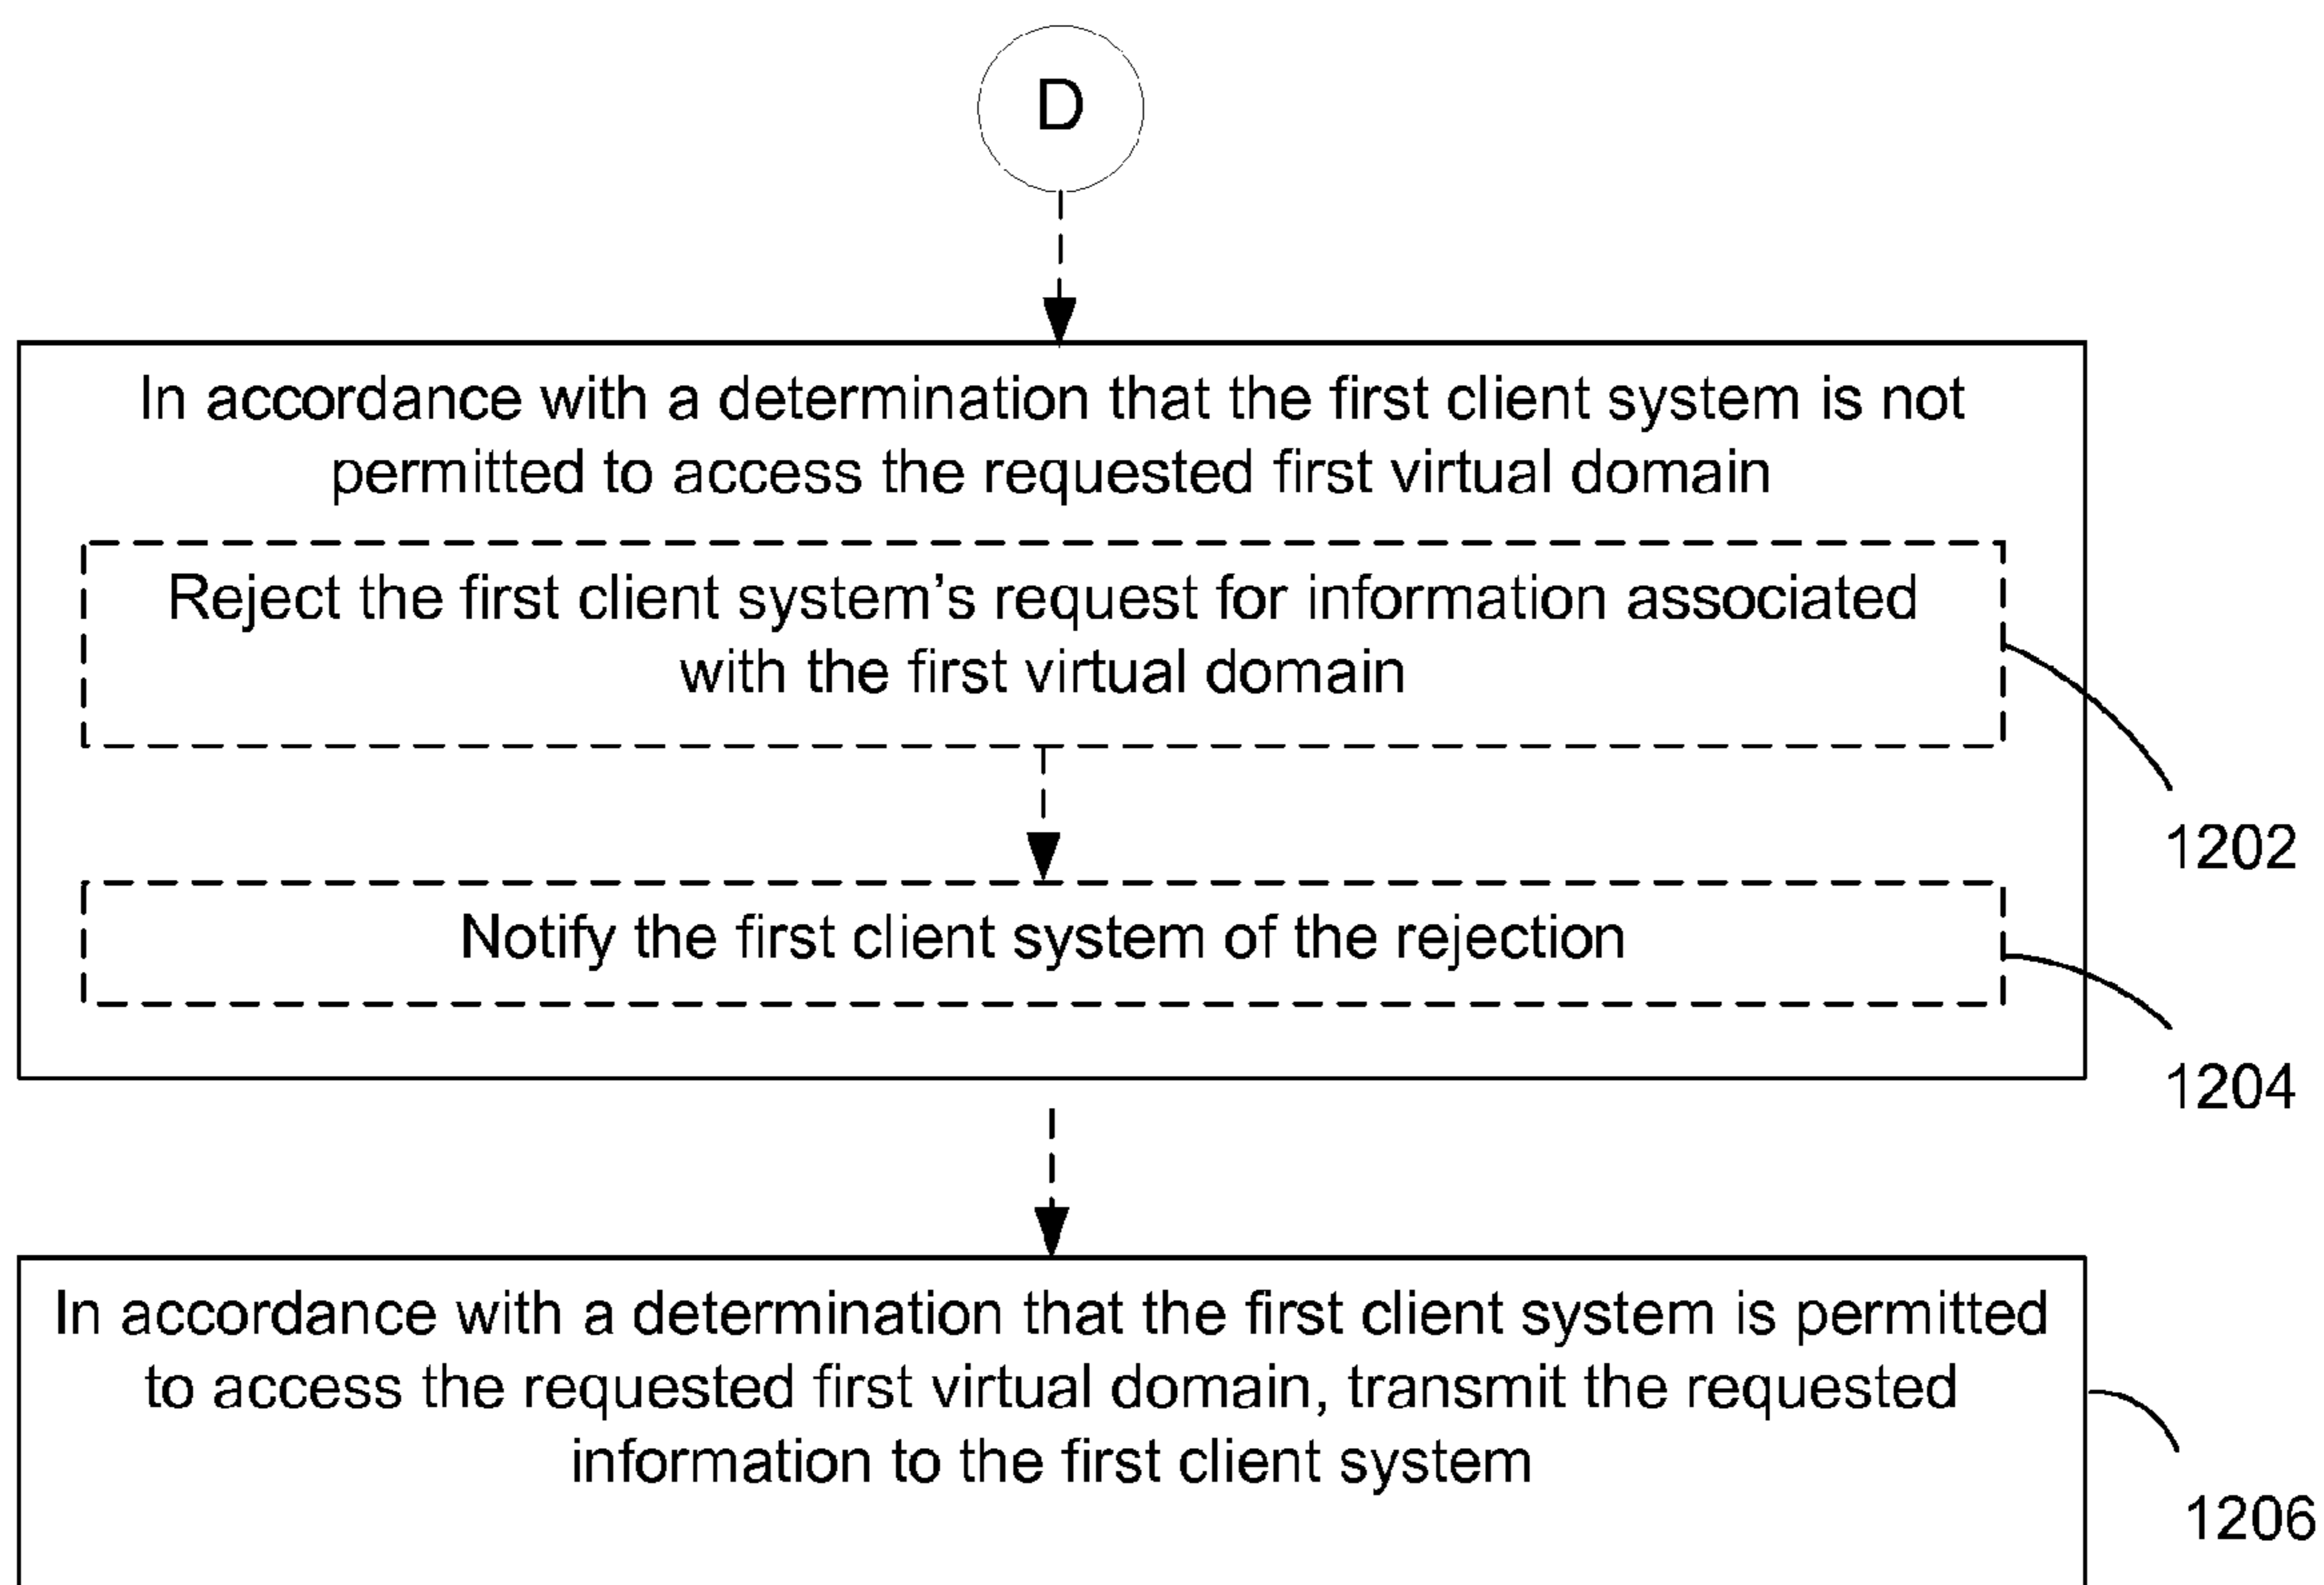 D
In accordance with a determination that the first client system is not
permitted to access the requested first virtual domain
Reject the first client system’s request for information associated
with the first virtual domain
1202
Notify the first client system of the rejection
1204
In accordance with a determination that the first client system is permitted
to access the requested first virtual domain, transmit the requested
information to the first client system
1206